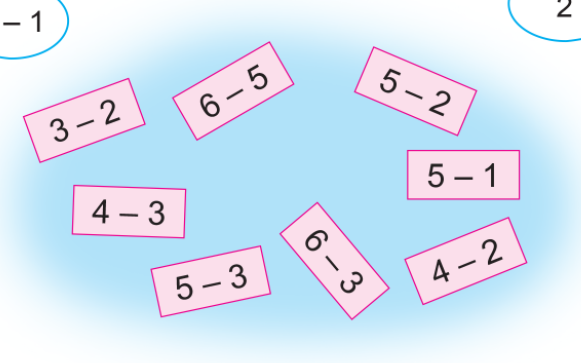 – 1
2
3 – 2
6 – 5
5 – 2
5 – 1
4 – 3
5 – 3
6 – 3
4 – 2